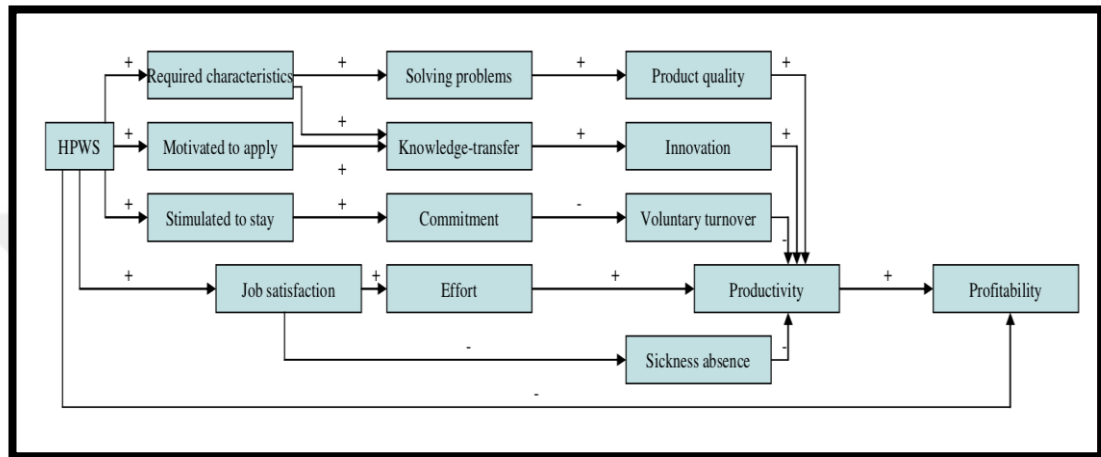 + + + +
Required characteristics Solving problems Product quality
+
HPWS + Motivated to apply Knowledge-transfer + Innovation +
+
+ Stimulated to stay + Commitment - Voluntary turnover
-
+ Job satisfaction + Effort + Productivity + Profitability
- Sickness absence -
-